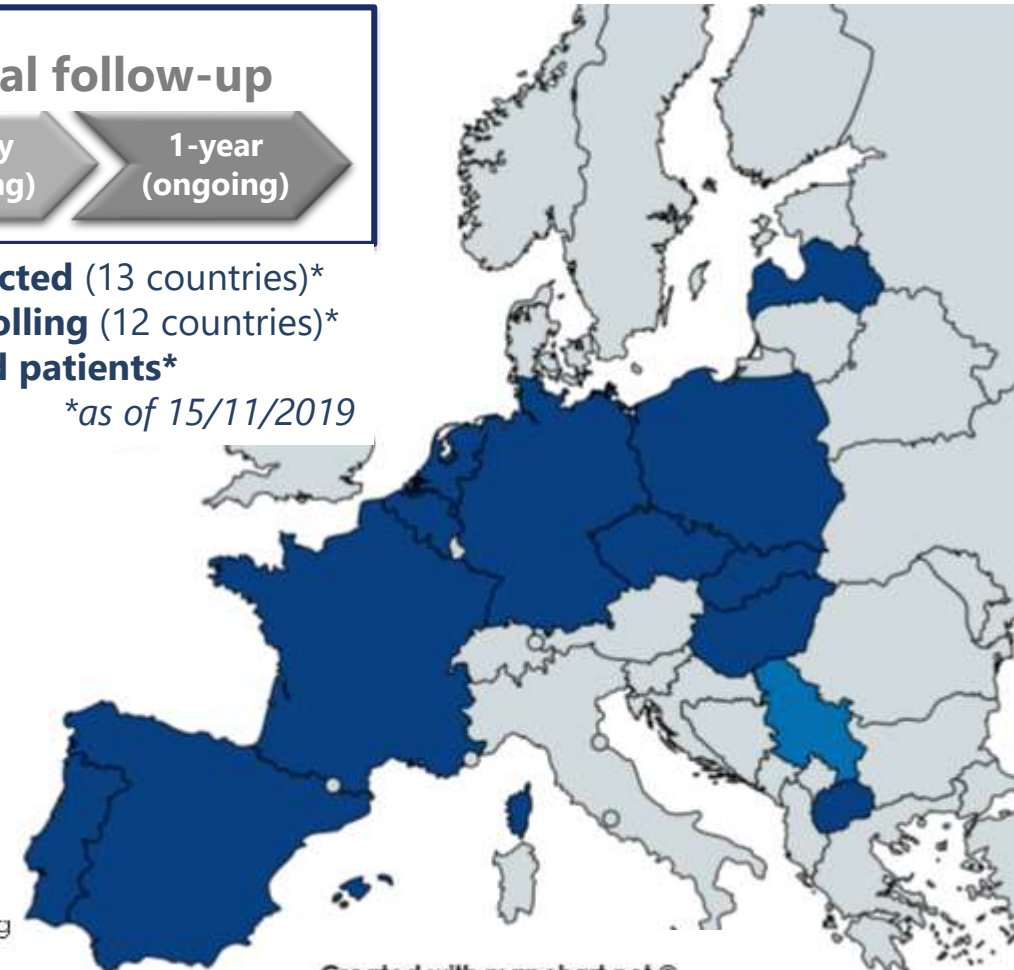 al follow-up
y 1-year
g) (ongoing)
cted (13 countries)*
olling (12 countries)*
d patients*
*as of 15/11/2019
g